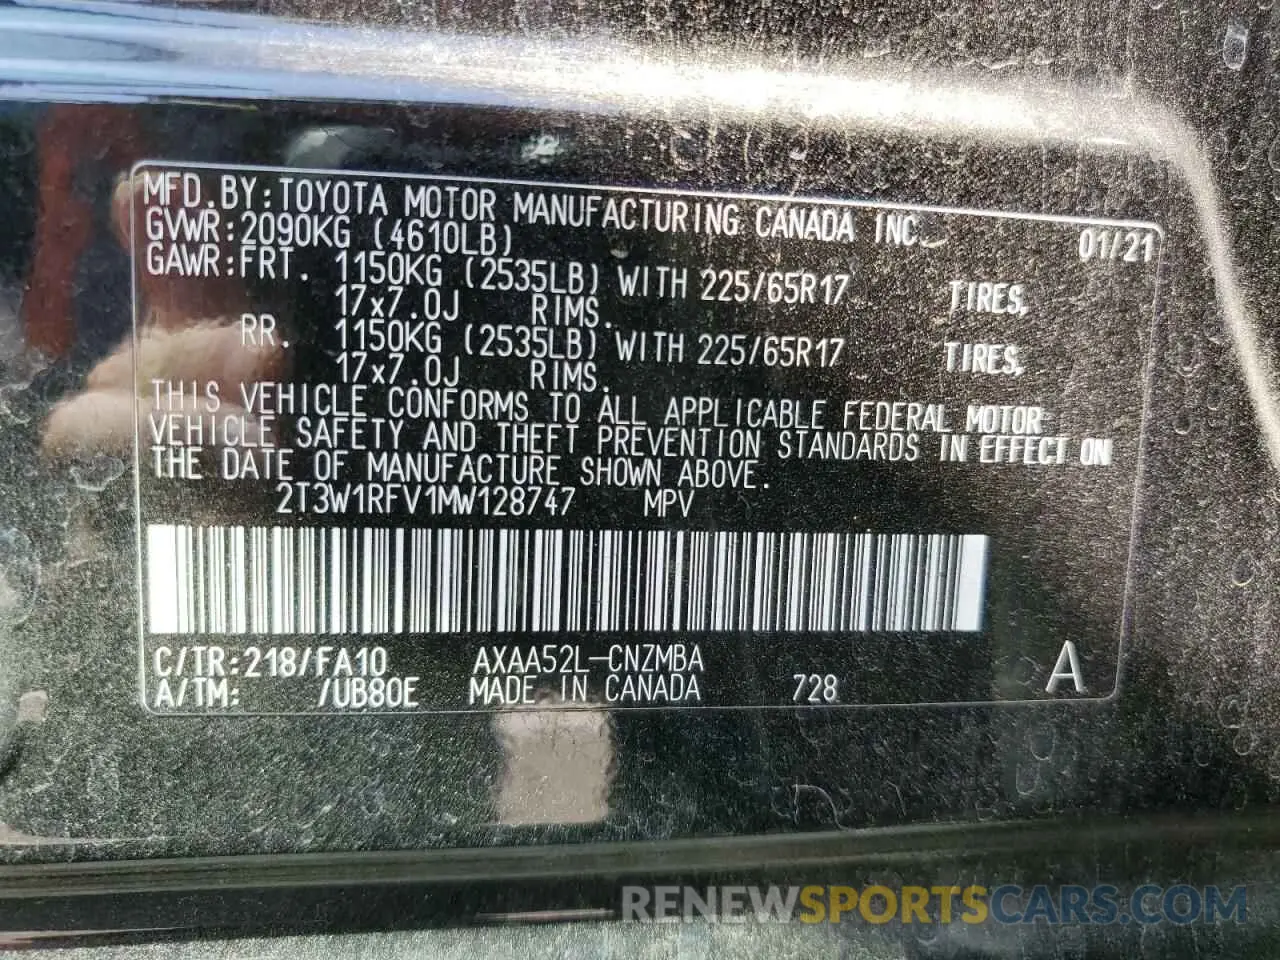 MFD.BY:TOYOTA MOTOR MANUFACTURING CANADA INC. 01/21
GVWR:2090KG (4610LB)
GAWR:FRT. 1150KG (2535LB) WITH 225/65R17 TIRES,
17x7.0J RIMS.
RR. 1150KG (2535LB) WITH 225/65R17 TIRES,
17x7.0J RIMS.
THIS VEHICLE CONFORMS TO ALL APPLICABLE FEDERAL MOTOR
VEHICLE SAFETY AND THEFT PREVENTION STANDARDS IN EFFECT ON
THE DATE OF MANUFACTURE SHOWN ABOVE.
2T3W1RFV1MW128747 MPV
C/TR:218/FA10 AXAA52L-CNZMBA A
A/TM: /UB80E MADE IN CANADA 728
RENEWSPORTSCARS.COM